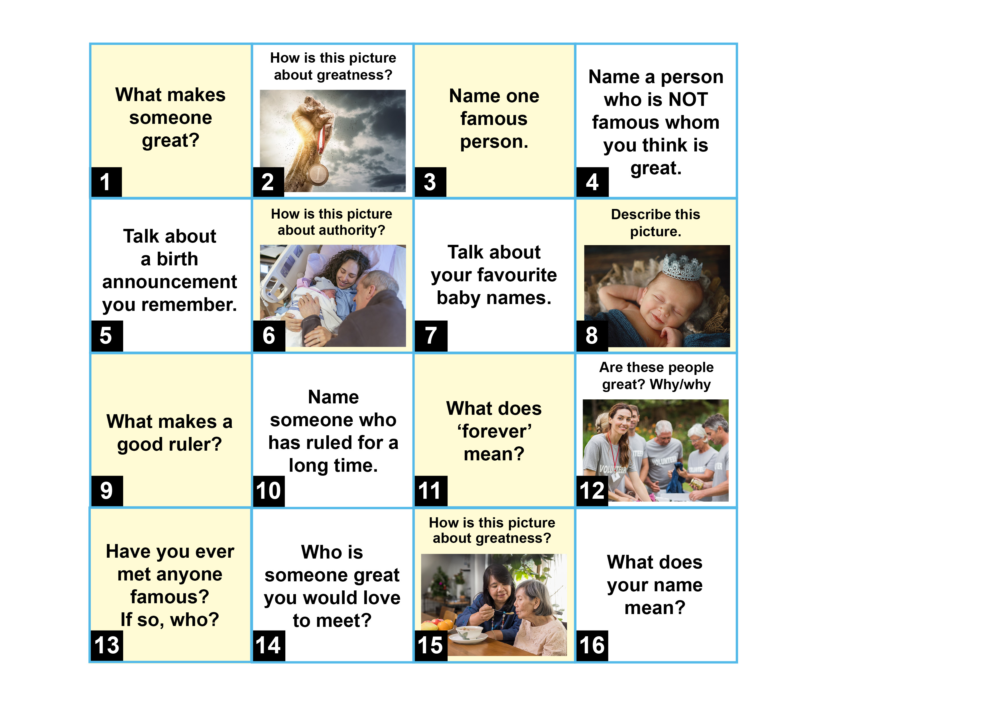 What makes
someone
great?
1
How is this picture
about greatness?
2
Name one
famous
person.
3
Name a person
who is NOT
famous whom
you think is
great.
4
Talk about
a birth
announcement
you remember.
5
How is this picture
about authority?
6
Talk about
your favourite
baby names.
7
Describe this
picture.
8
What makes a
good ruler?
9
Name
someone who
has ruled for a
long time.
10
What does
‘forever’
mean?
11
Are these people
great? Why/why
VOLUNTEER
TEER
VOLUNTEER
VOLUNTEER
TEER
12
Have you ever
met anyone
famous?
If so, who?
13
Who is
someone great
you would love
to meet?
14
How is this picture
about greatness?
15
What does
your name
mean?
16